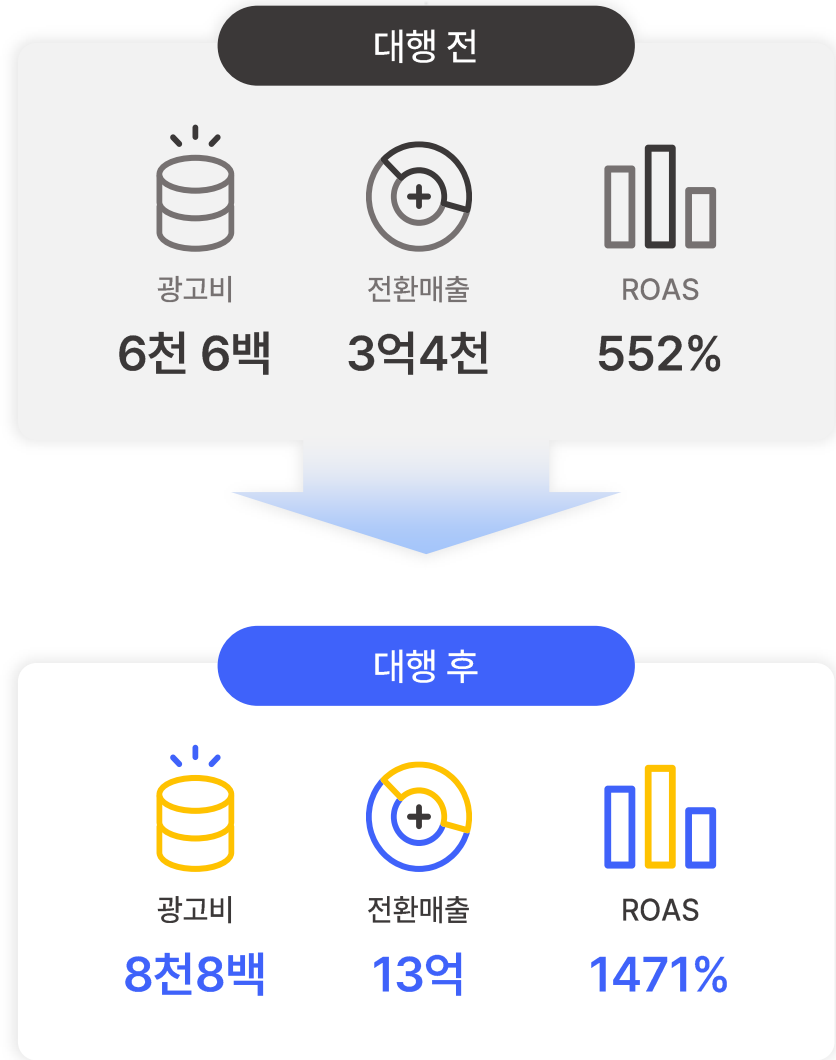 대행 전
광고비 전환매출 ROAS
6천 6백 3억4천 552%
대행 후
광고비 전환매출 ROAS
8천8백 13억 1471%